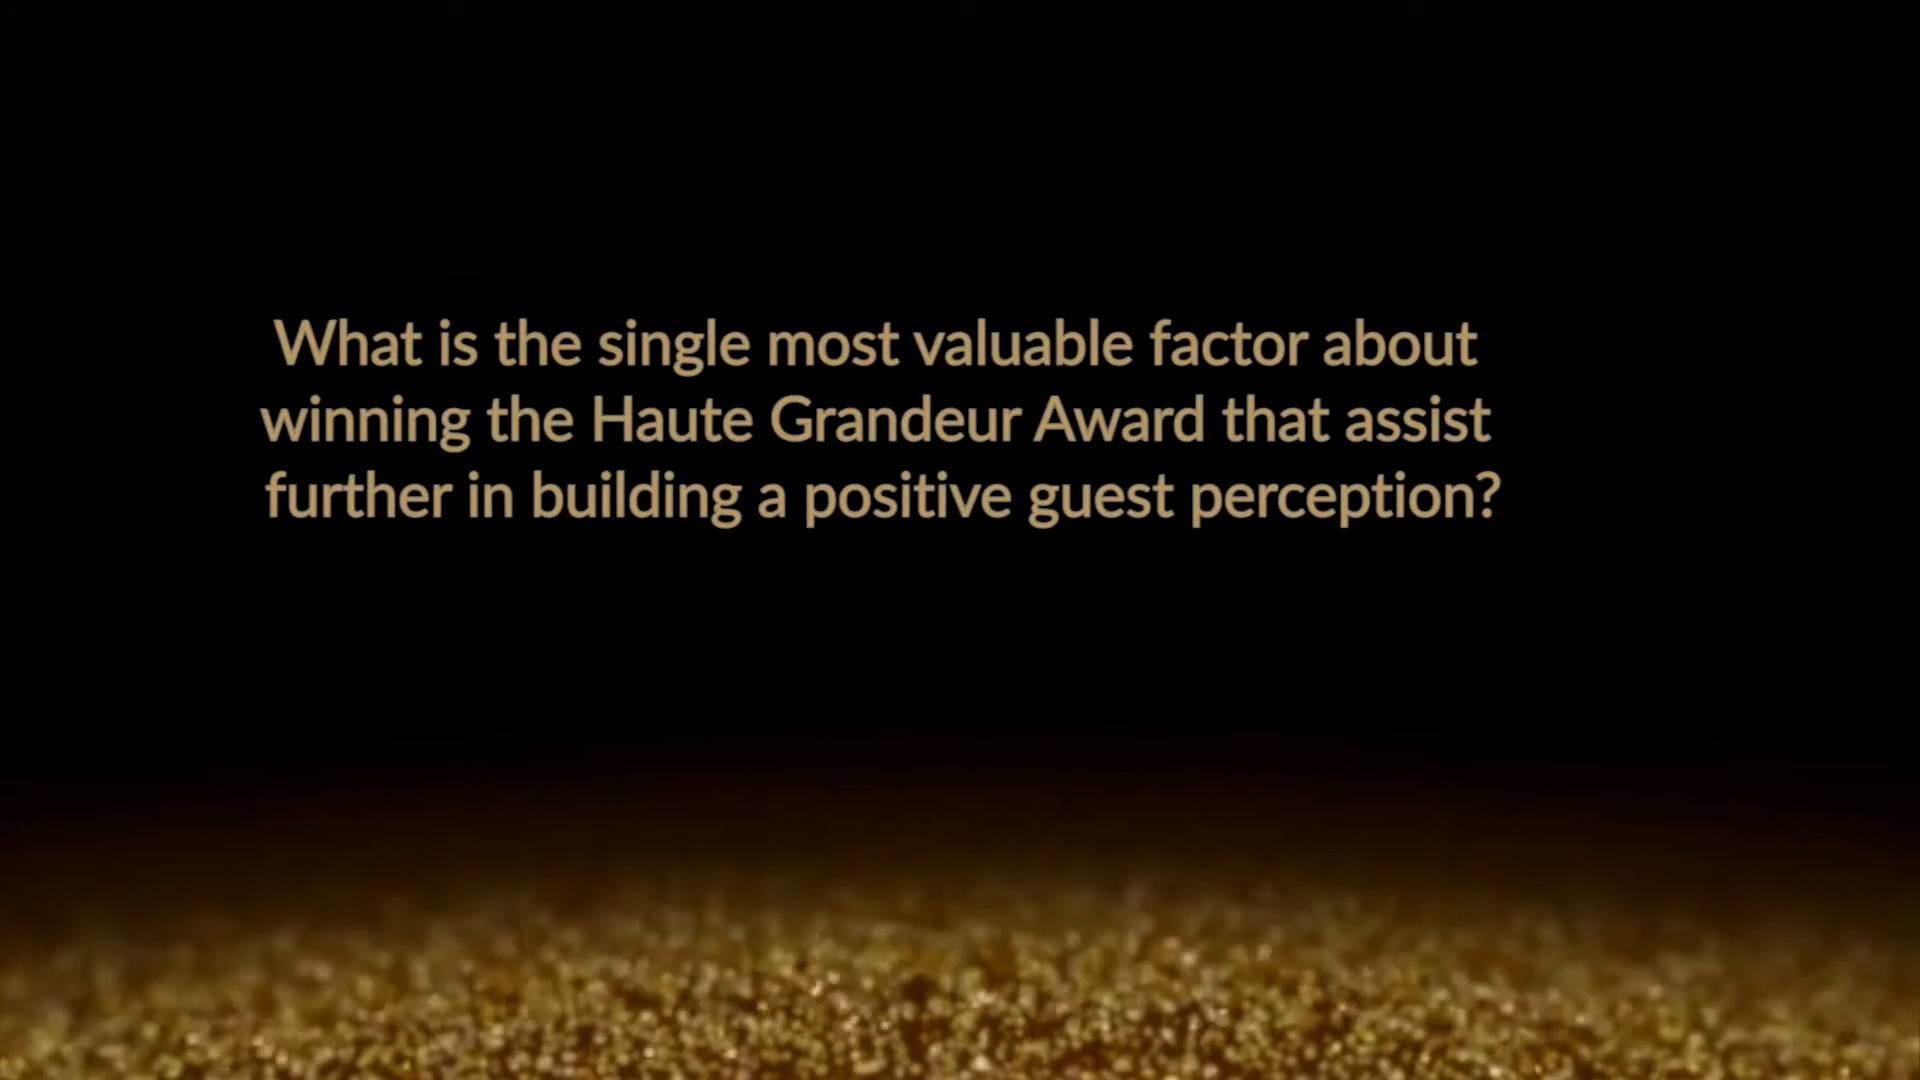 What is the single most valuable factor about
winning the Haute Grandeur Award that assist
further in building a positive guest perception?